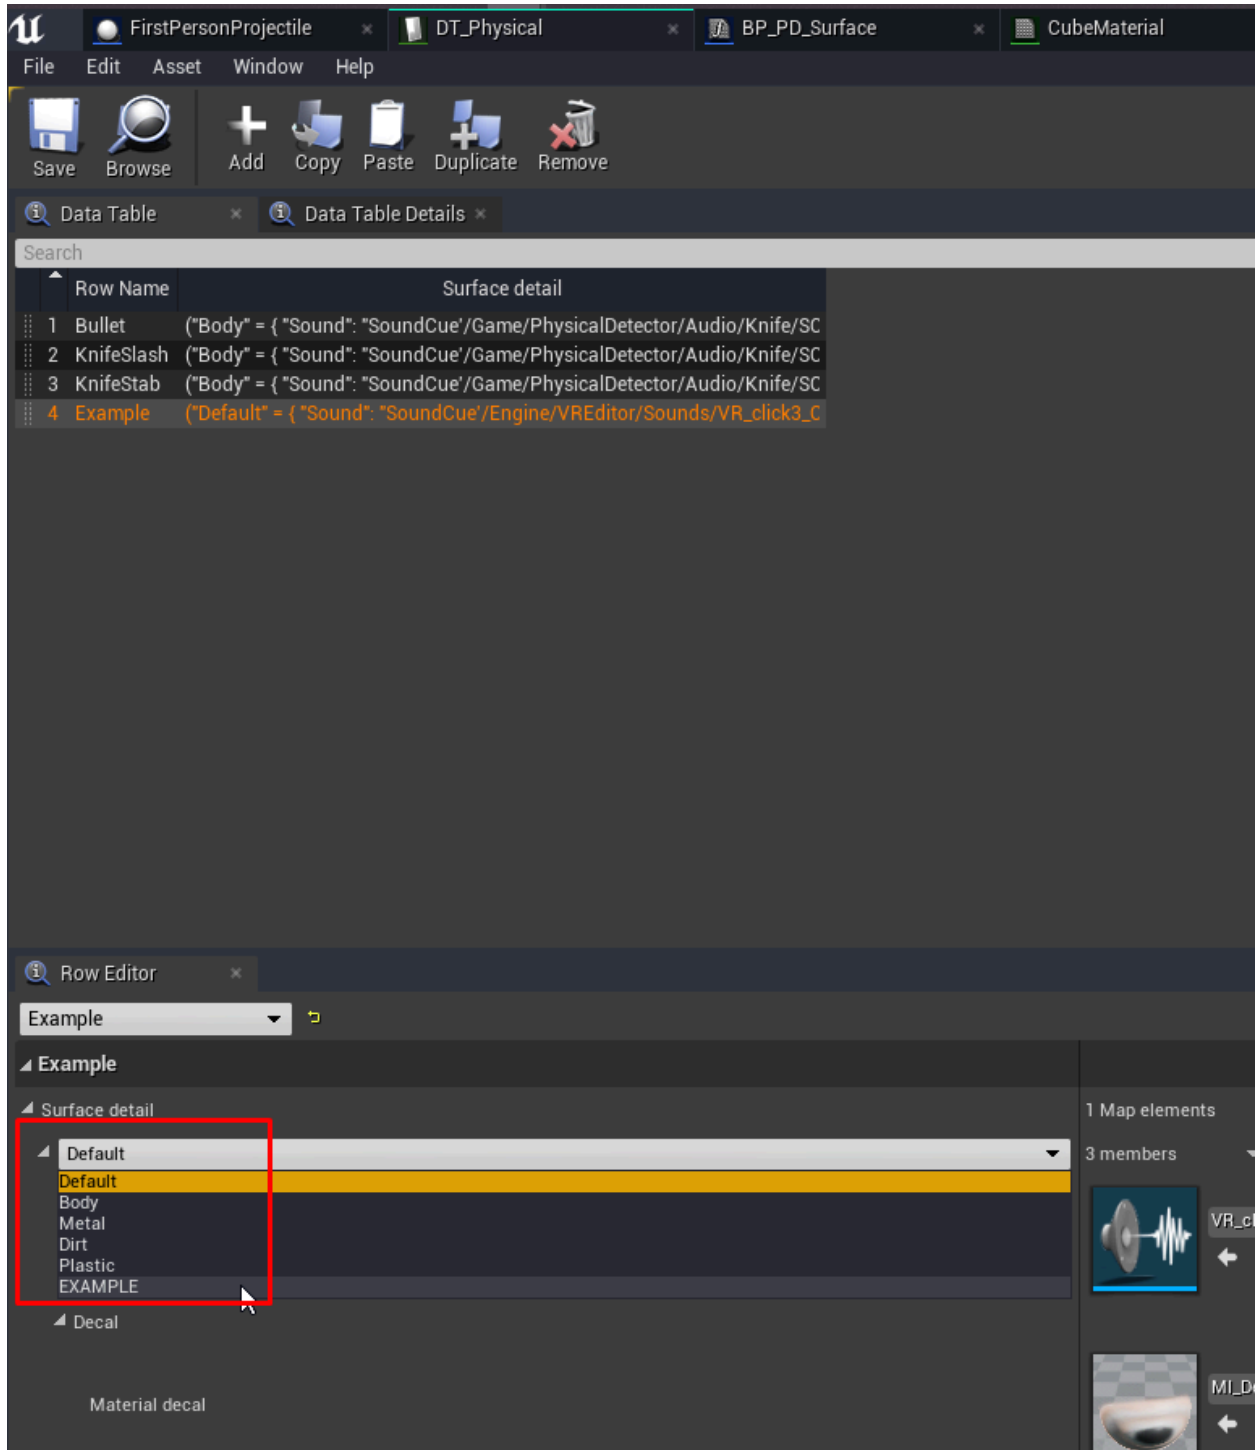 FirstPersonProjectile DT_Physical BP_PD_Surface CubeMaterial
File Edit Asset Window Help
Save Browse Add Copy Paste Duplicate Remove
Data Table Data Table Details
Search
Row Name Surface detail
1 Bullet ("Body" = { "Sound": "SoundCue'/Game/PhysicalDetector/Audio/Knife/SC
2 KnifeSlash ("Body" = { "Sound": "SoundCue'/Game/PhysicalDetector/Audio/Knife/SC
3 KnifeStab ("Body" = { "Sound": "SoundCue'/Game/PhysicalDetector/Audio/Knife/SC
4 Example ("Default" = { "Sound": "SoundCue'/Engine/VREditor/Sounds/VR_click3_C
Row Editor
Example
Example
Surface detail 1 Map elements
Default 3 members
Default
Body
Metal
Dirt
Plastic
EXAMPLE
VR_cl
Decal
Material decal
MI_De